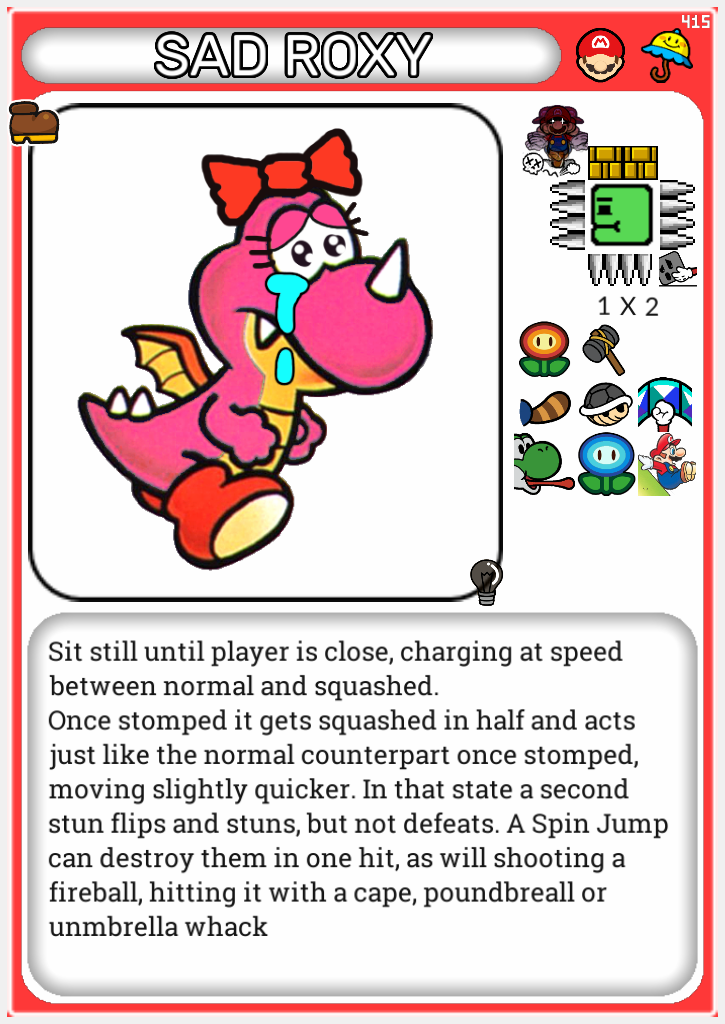 415
SAD ROXY
1 X 2
Sit still until player is close, charging at speed
between normal and squashed.
Once stomped it gets squashed in half and acts
just like the normal counterpart once stomped,
moving slightly quicker. In that state a second
stun flips and stuns, but not defeats. A Spin Jump
can destroy them in one hit, as will shooting a
fireball, hitting it with a cape, poundbreall or
unmbrella whack